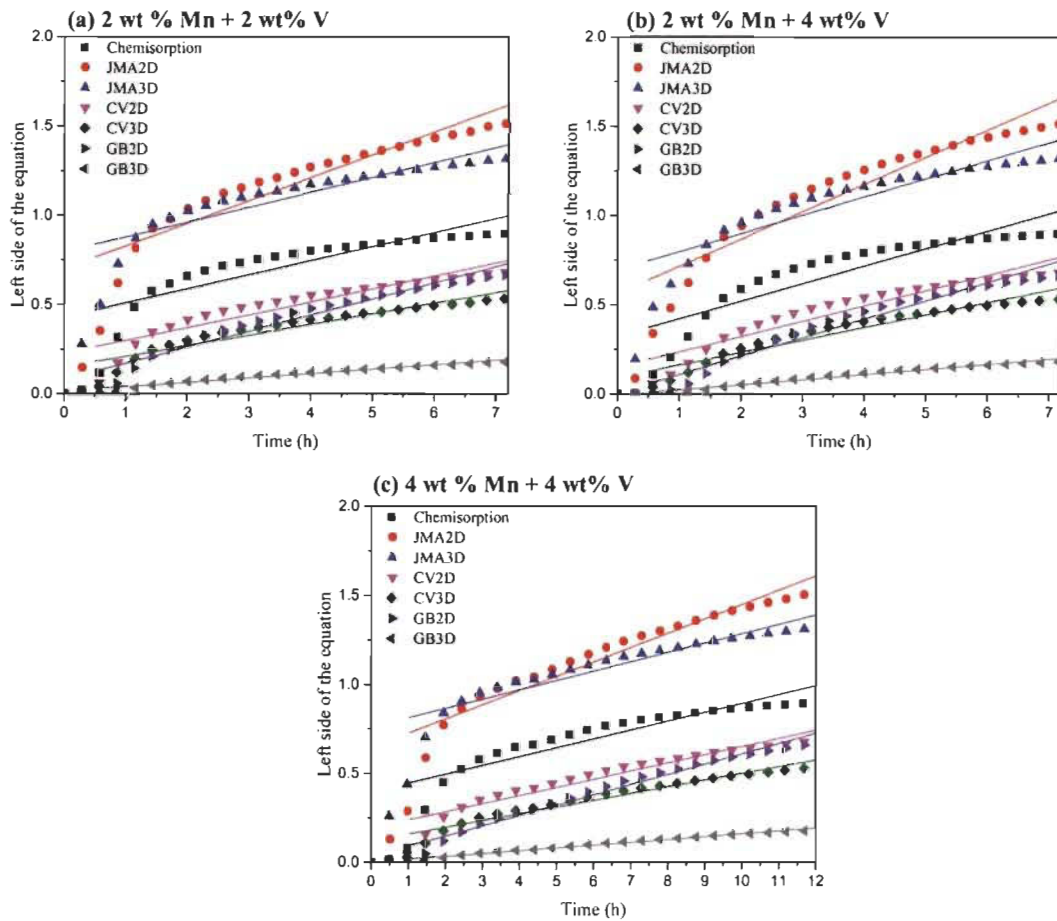 (a) 2 wt % Mn + 2 wt% V
2.0
1.5
1.0
0.5
0.0
Left side of the equation
Chemisorption
JMA2D
JMA3D
CV2D
CV3D
GB2D
GB3D
0 1 2 3 4 5 6 7
Time (h)
(b) 2 wt % Mn + 4 wt% V
2.0
1.5
1.0
0.5
0.0
Left side of the equation
Chemisorption
JMA2D
JMA3D
CV2D
CV3D
GB2D
GB3D
0 1 2 3 4 5 6 7
Time (h)
(c) 4 wt % Mn + 4 wt% V
2.0
1.5
1.0
0.5
0.0
Left side of the equation
Chemisorption
JMA2D
JMA3D
CV2D
CV3D
GB2D
GB3D
0 1 2 3 4 5 6 7 8 9 10 11 12
Time (h)